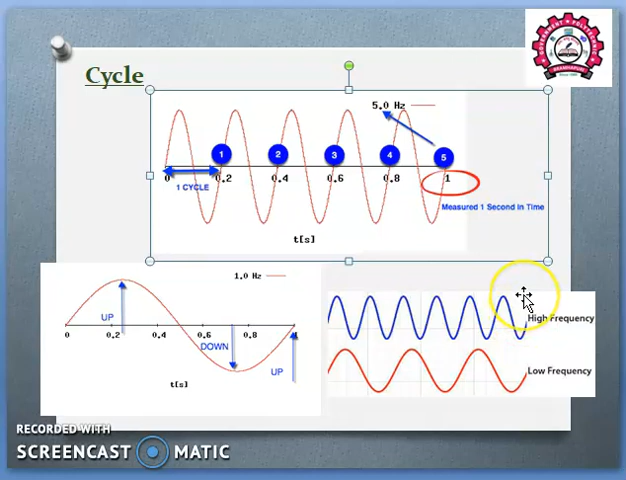 Cycle
5.0 Hz
1 2 3 4 5
0 0.2 0.4 0.6 0.8 1
1 CYCLE
Measured 1 Second In Time
t[s]
1.0 Hz
UP
0 0.2 0.4 0.6 0.8 1
DOWN
UP
t[s]
High Frequency
Low Frequency
RECORDED WITH
SCREENCAST MATIC